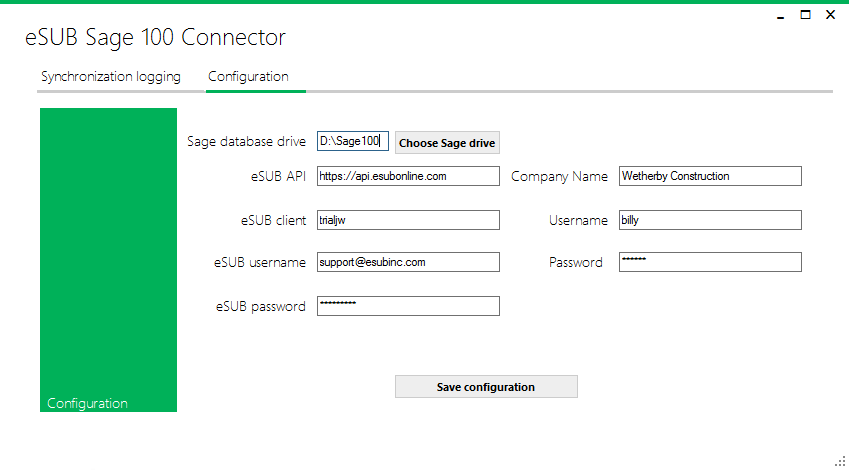 eSUB Sage 100 Connector
Synchronization logging Configuration
Sage database drive D:\Sage100 Choose Sage drive
eSUB API https://api.esubonline.com Company Name Wetherby Construction
eSUB client trialjw Username billy
eSUB username support@esubinc.com Password ******
eSUB password *********
Save configuration
Configuration